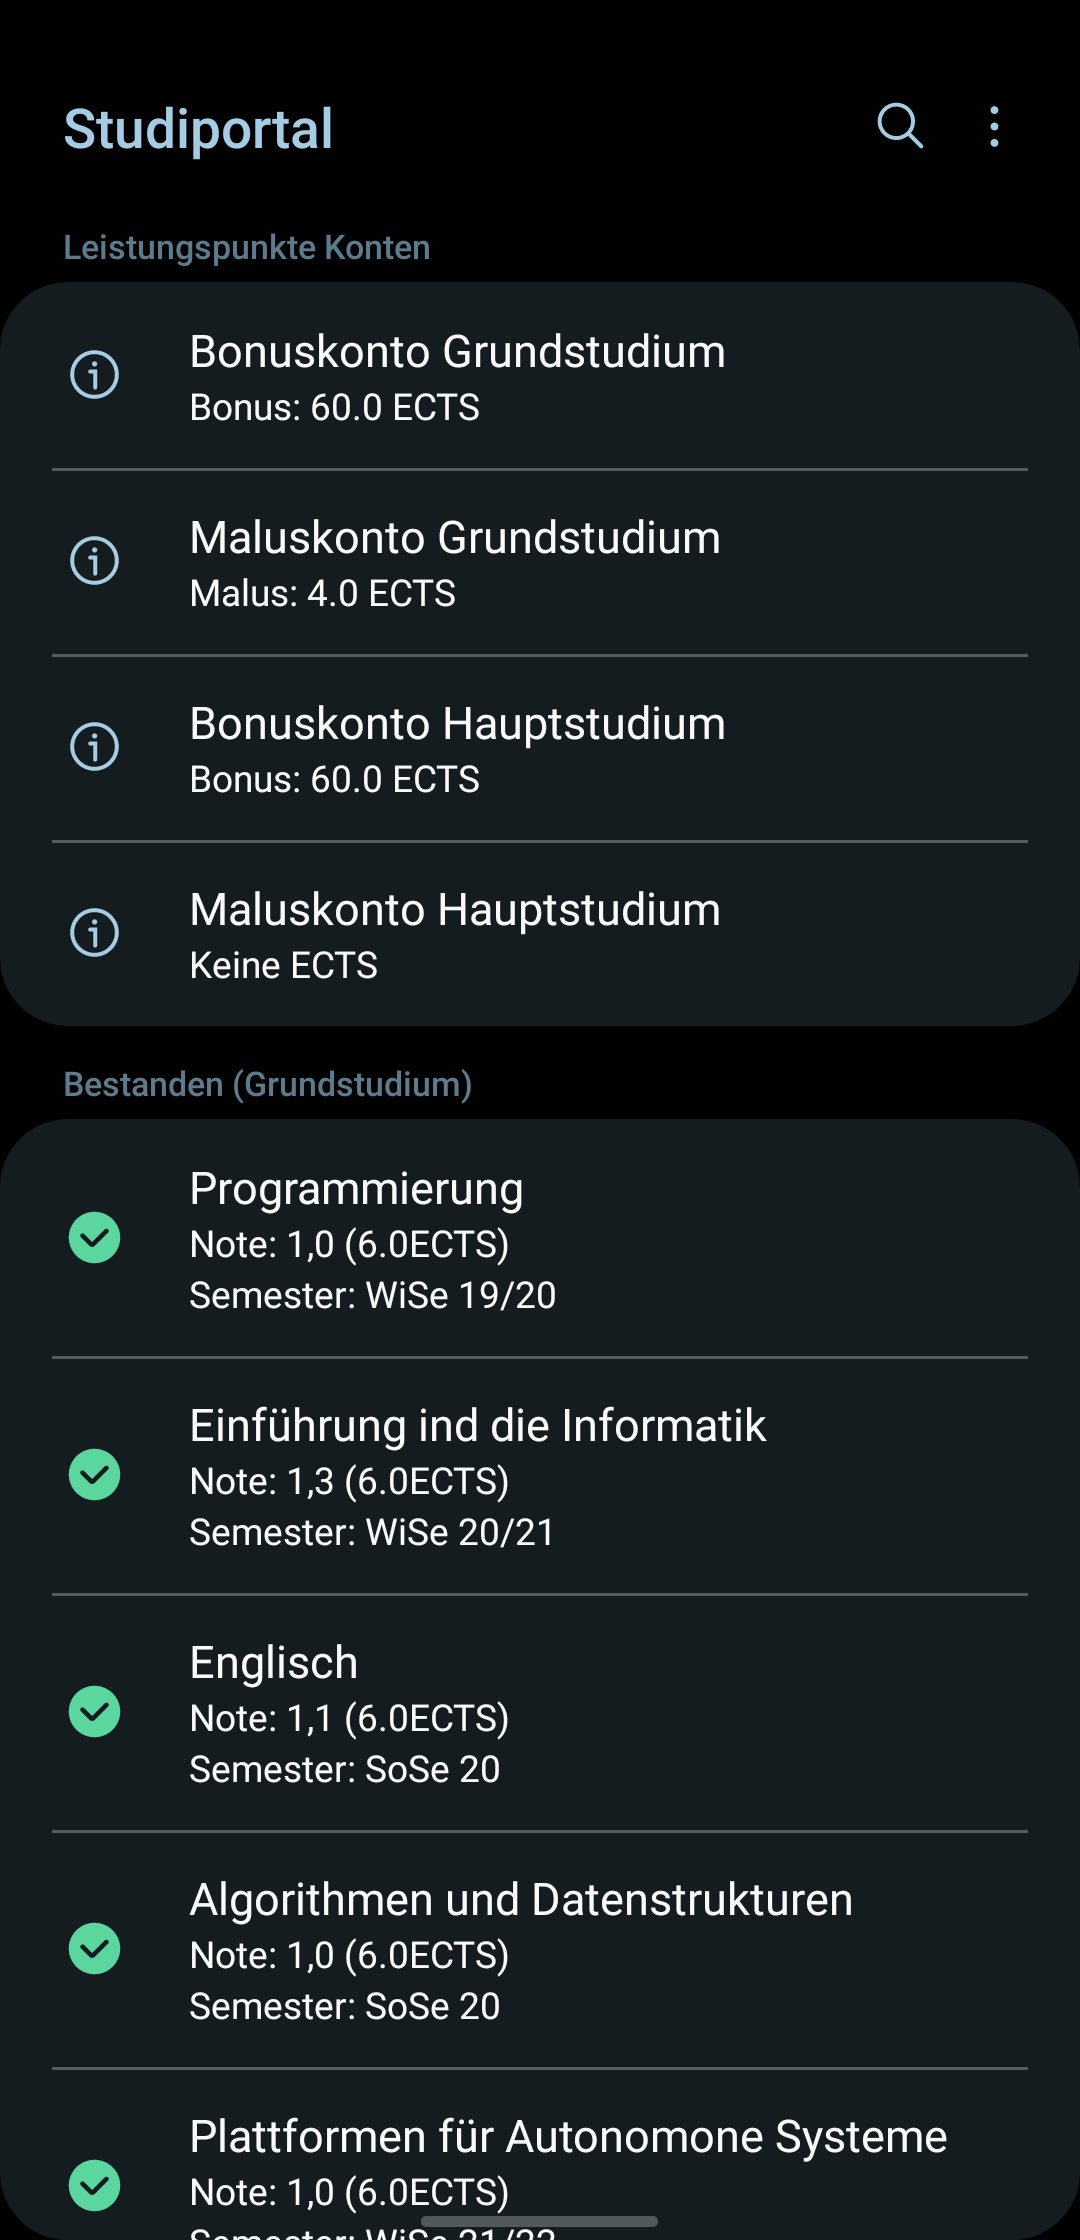 Studiportal
Leistungspunkte Konten
Bonuskonto Grundstudium
Bonus: 60.0 ECTS
Maluskonto Grundstudium
Malus: 4.0 ECTS
Bonuskonto Hauptstudium
Bonus: 60.0 ECTS
Maluskonto Hauptstudium
Keine ECTS
Bestanden (Grundstudium)
Programmierung
Note: 1,0 (6.0ECTS)
Semester: WiSe 19/20
Einführung ind die Informatik
Note: 1,3 (6.0ECTS)
Semester: WiSe 20/21
Englisch
Note: 1,1 (6.0ECTS)
Semester: SoSe 20
Algorithmen und Datenstrukturen
Note: 1,0 (6.0ECTS)
Semester: SoSe 20
Plattformen für Autonomone Systeme
Note: 1,0 (6.0ECTS)
Semester: WiSe 21/22